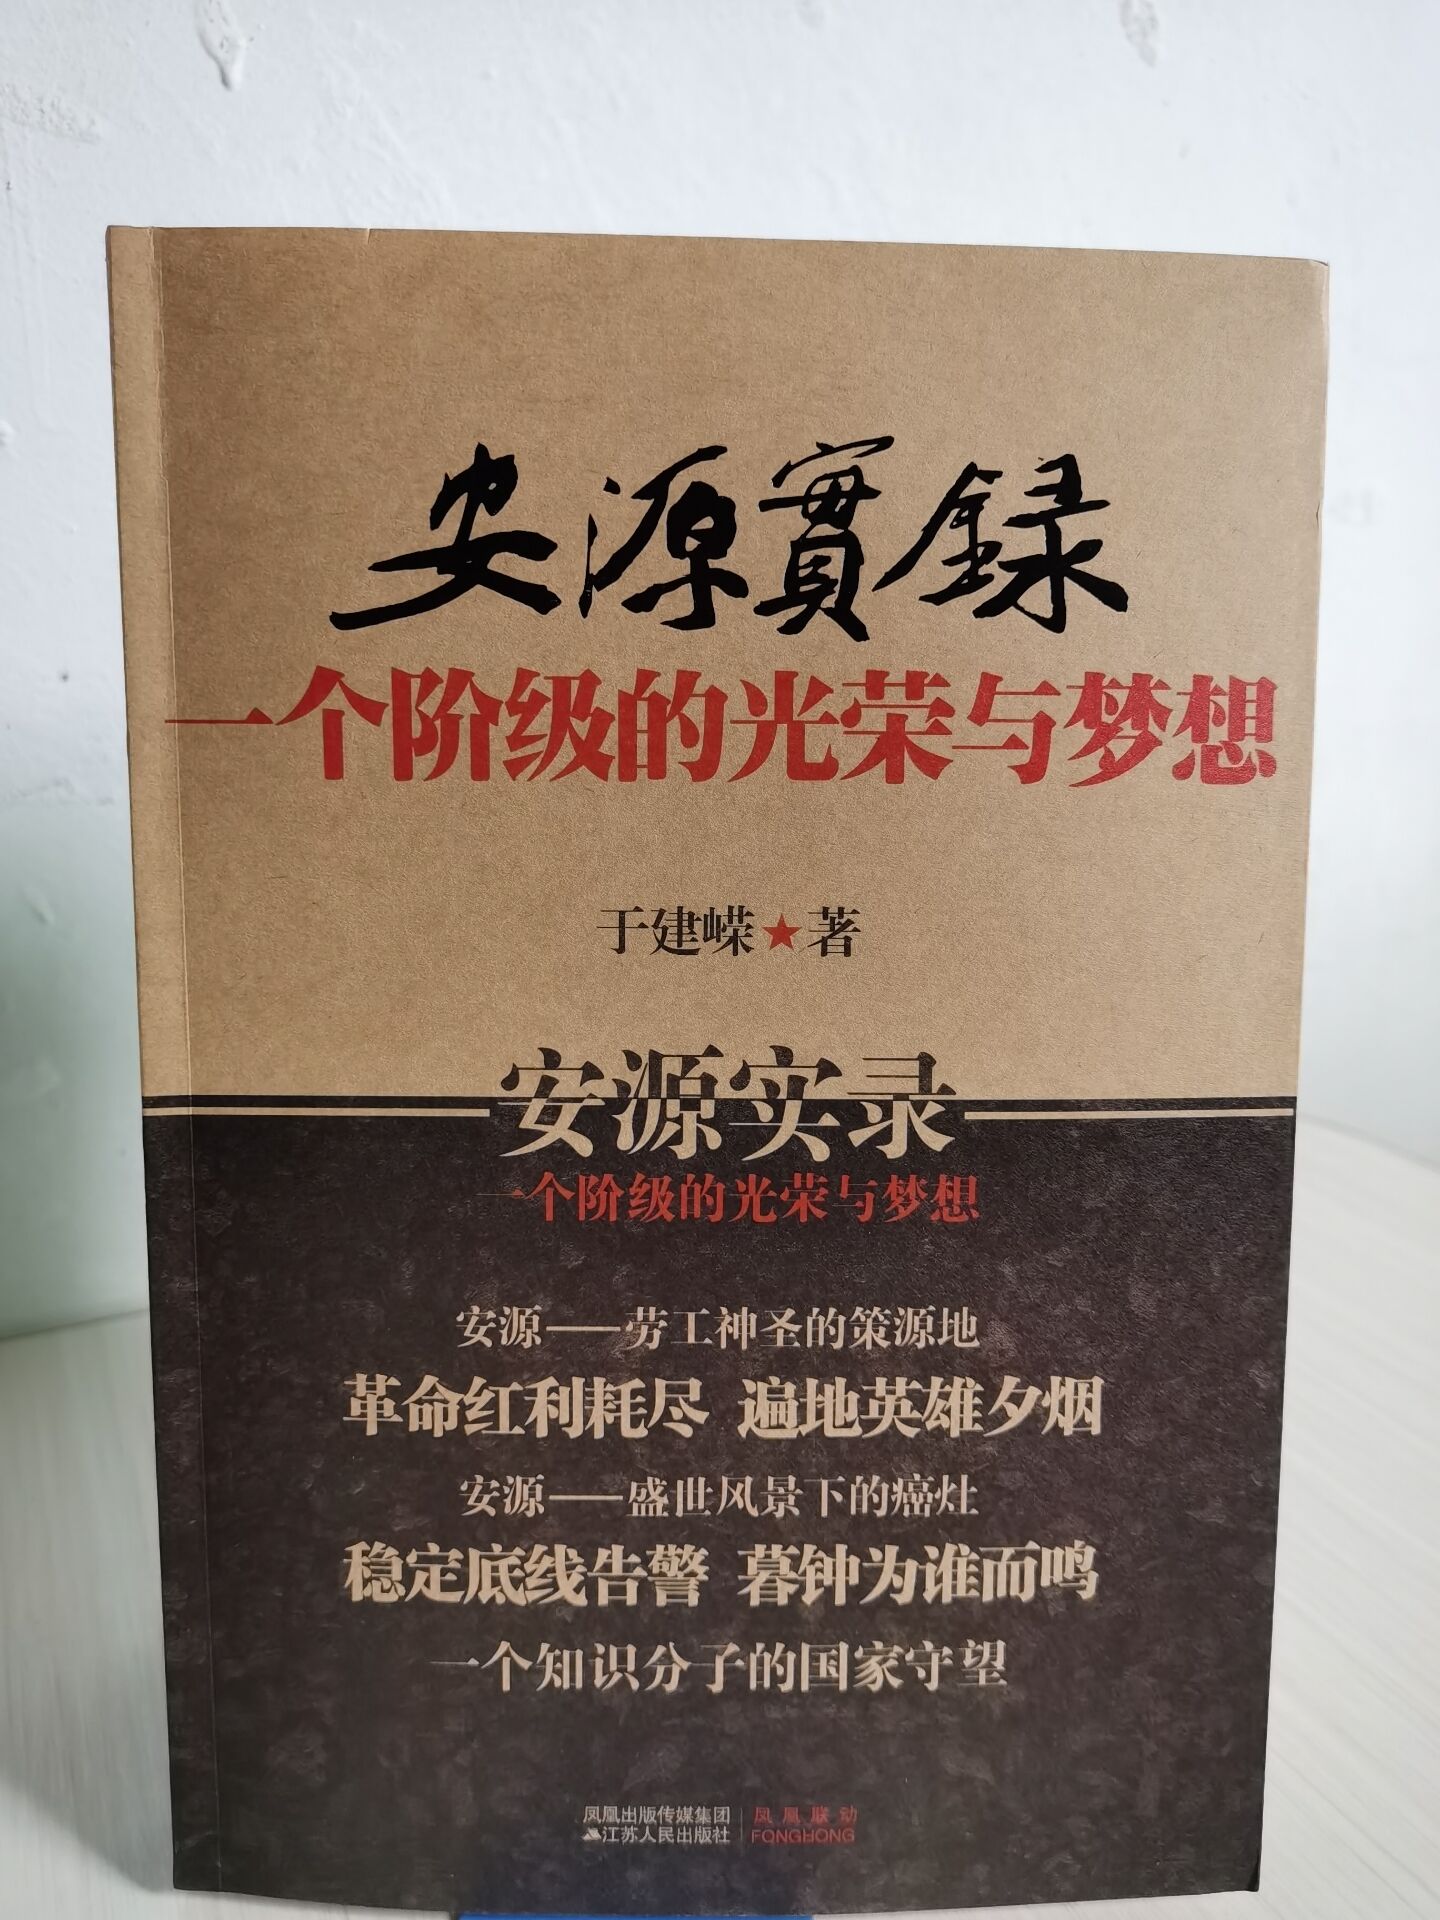 安源實録
一个阶级的光荣与梦想
于建嵘★著
安源实录
一个阶级的光荣与梦想
安源——劳工神圣的策源地
革命红利耗尽 遍地英雄夕烟
安源——盛世风景下的癌灶
稳定底线告警 暮钟为谁而鸣
一个知识分子的国家守望
凤凰出版传媒集团
江苏人民出版社
凤凰联动
FONGHONG